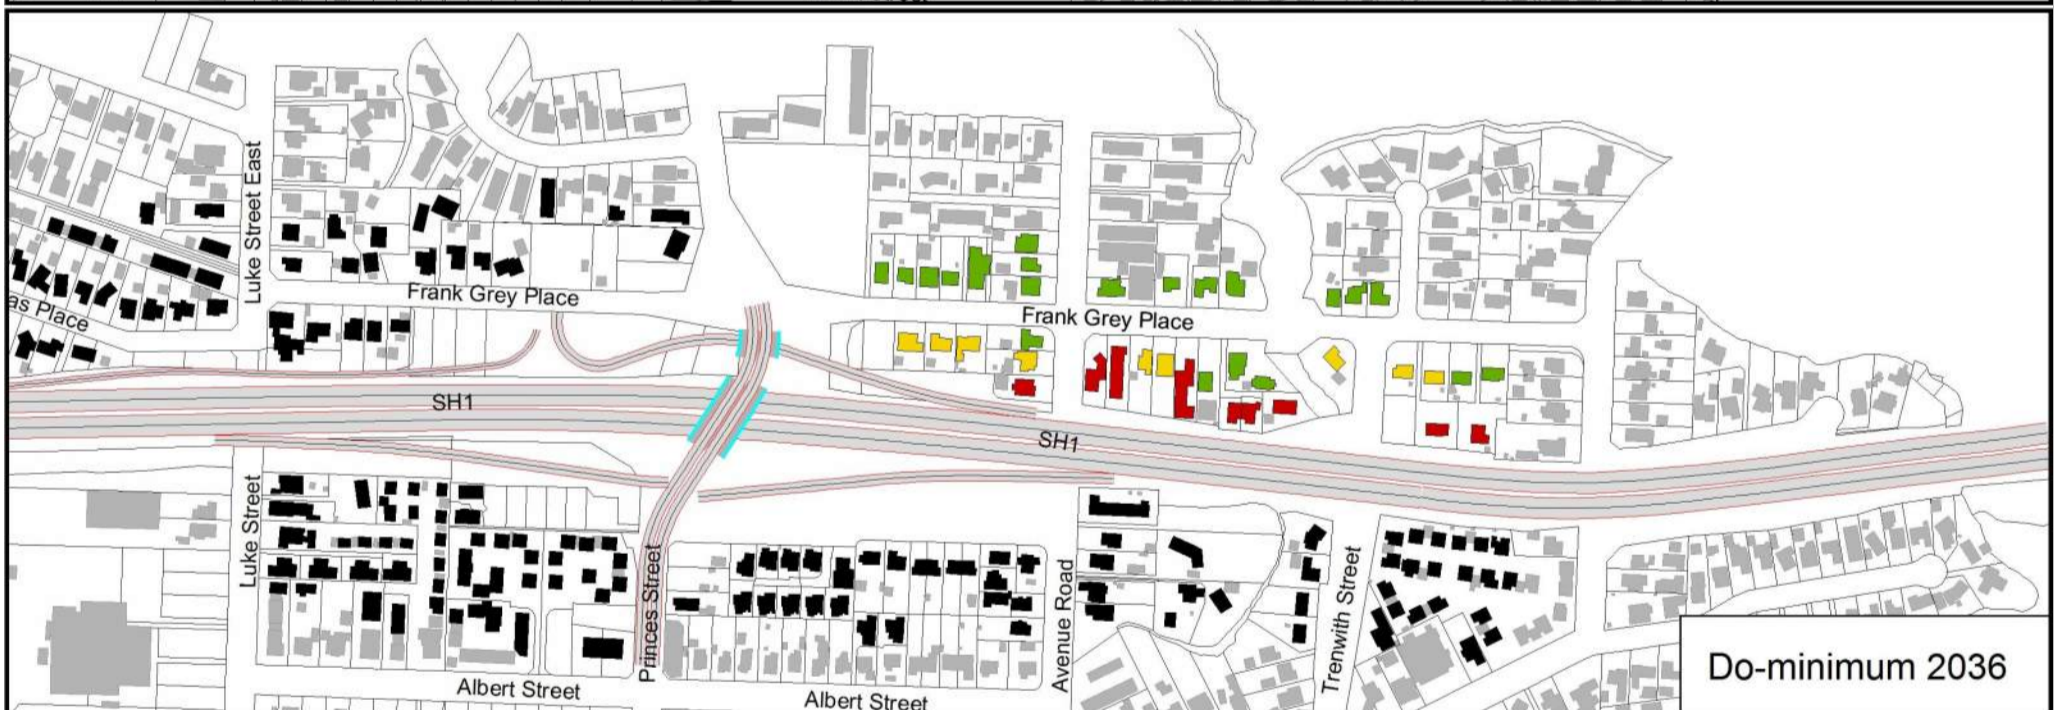 Luke Street East
Frank Grey Place
as Place
Frank Grey Place
SH1
SH1
Luke Street
Princes Street
Avenue Road
Trenwith Street
Albert Street
Albert Street
Do-minimum 2036